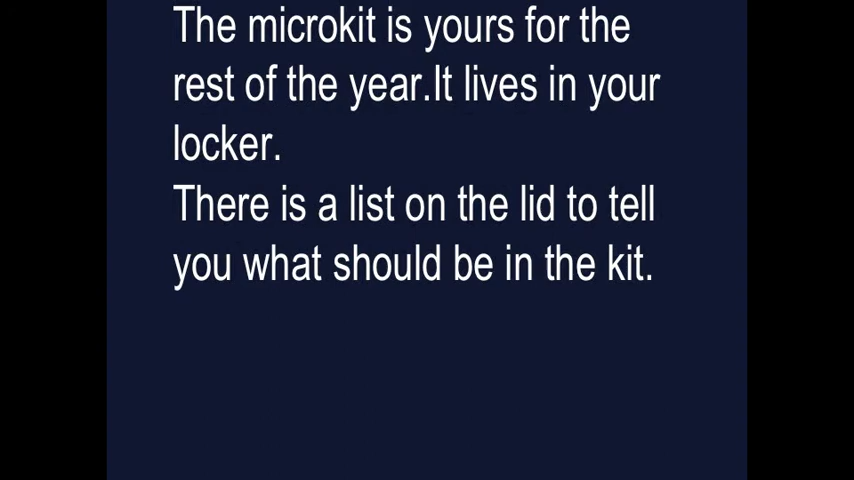 The microkit is yours for the
rest of the year.It lives in your
locker.
There is a list on the lid to tell
you what should be in the kit.